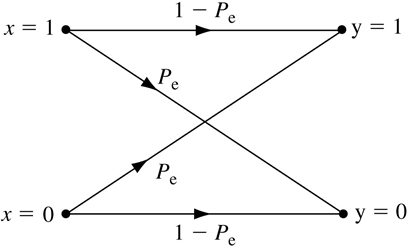 1 − Pₑ
x = 1
y = 1
Pₑ
Pₑ
x = 0
y = 0
1 − Pₑ